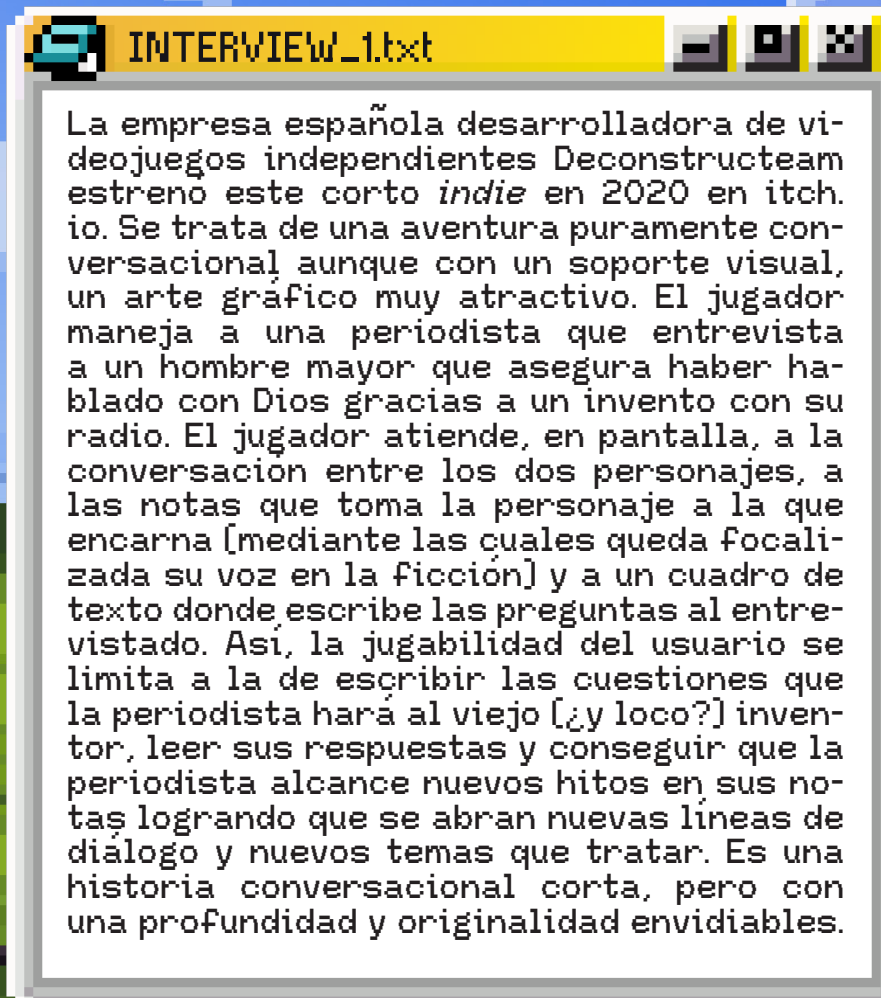 INTERVIEW_1.txt
La empresa española desarrolladora de vi-
deojuegos independientes Deconstructeam
estrenó este corto indie en 2020 en itch.
io. Se trata de una aventura puramente con-
versacional aunque con un soporte visual,
un arte gráfico muy atractivo. El jugador
maneja a una periodista que entrevista
a un hombre mayor que asegura haber ha-
blado con Dios gracias a un invento con su
radio. El jugador atiende, en pantalla, a la
conversación entre los dos personajes, a
las notas que toma la personaje a la que
encarna (mediante las cuales queda focali-
zada su voz en la ficción) y a un cuadro de
texto donde escribe las preguntas al entre-
vistado. Así, la jugabilidad del usuario se
limita a la de escribir las cuestiones que
la periodista hará al viejo (¿y loco?) inven-
tor, leer sus respuestas y conseguir que la
periodista alcance nuevos hitos en sus no-
tas logrando que se abran nuevas líneas de
diálogo y nuevos temas que tratar. Es una
historia conversacional corta, pero con
una profundidad y originalidad envidiables.